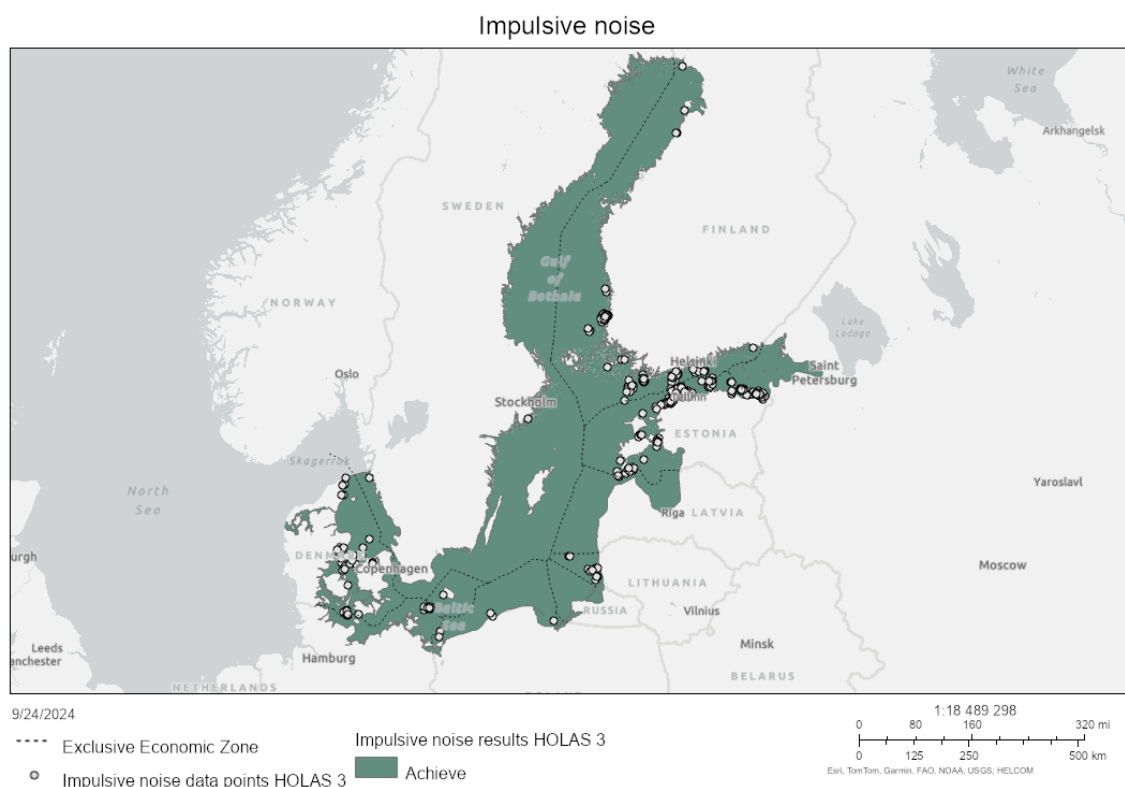 Impulsive noise
White
Sea
Arkhangelsk
SWEDEN
FINLAND
Gulf
of
Bothnia
NORWAY
Lake
Ladoga
Helsinki
Saint
Petersburg
Oslo
Tallinn
Stockholm
ESTONIA
Skagerrak
North
Sea
Yaroslavl
Riga
LATVIA
DENMARK
Copenhagen
urgh
Moscow
LITHUANIA
Baltic
Sea
RUSSIA
Vilnius
Minsk
Leeds
anchester
Hamburg
BELARUS
NETHERLANDS
POLAND
9/24/2024
Exclusive Economic Zone
Impulsive noise data points HOLAS 3
Impulsive noise results HOLAS 3
Achieve
1:18 489 298
0 80 160 320 mi
0 125 250 500 km
Esri, TomTom, Garmin, FAO, NOAA, USGS; HELCOM